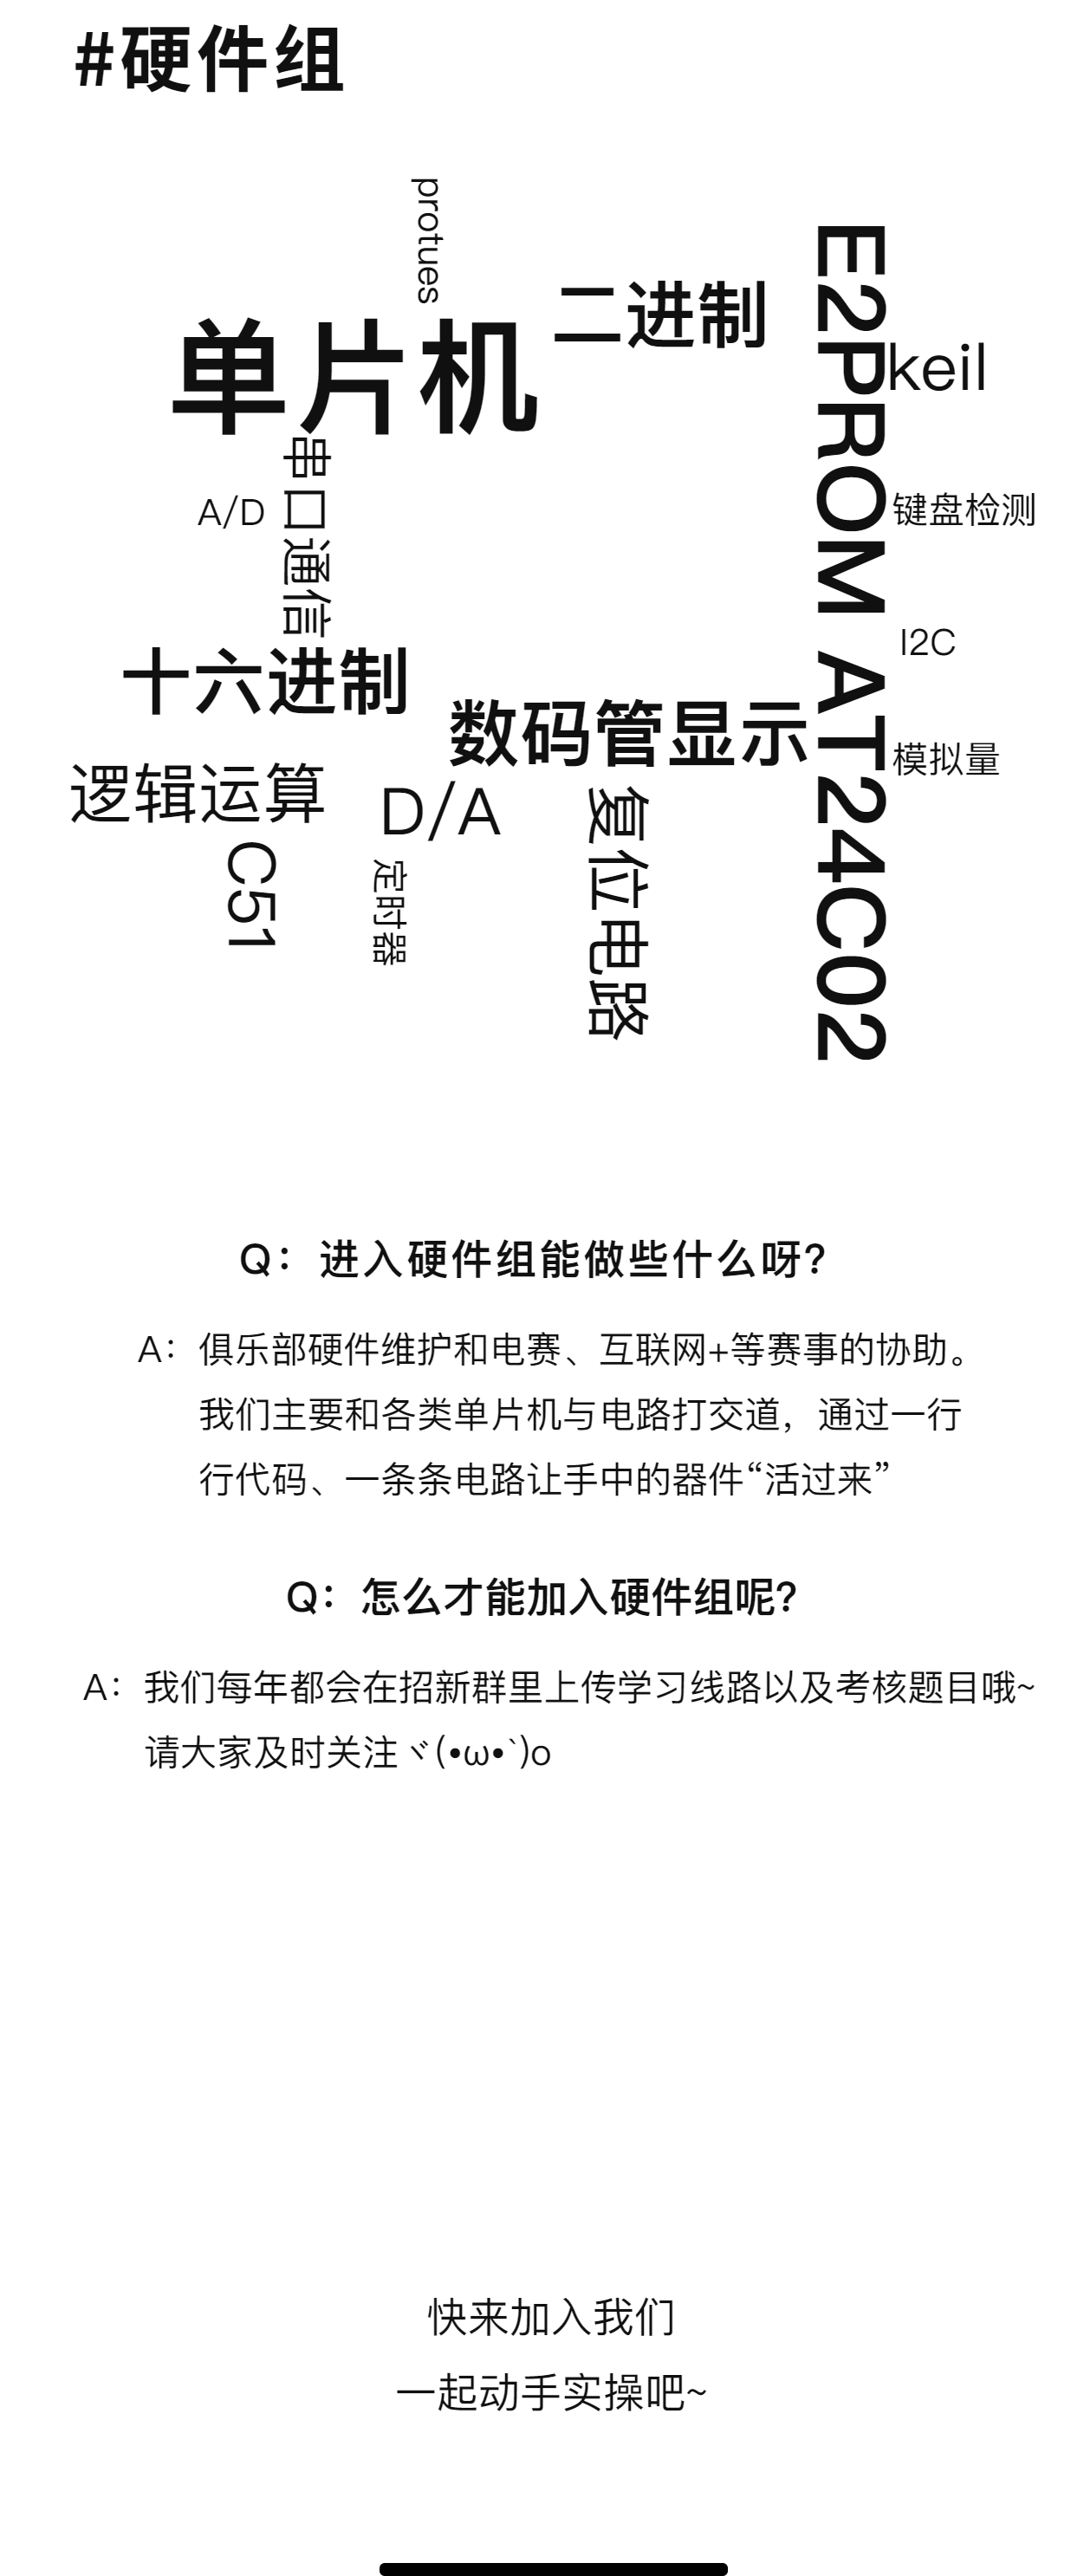 #硬件组
protues
二进制
E2PROM AT24C02
单片机
keil
串口通信
A/D
键盘检测
I2C
十六进制
数码管显示
模拟量
逻辑运算
D/A
复位电路
C51
定时器
Q：进入硬件组能做些什么呀?
A：俱乐部硬件维护和电赛、互联网+等赛事的协助。
我们主要和各类单片机与电路打交道，通过一行
行代码、一条条电路让手中的器件“活过来”
Q：怎么才能加入硬件组呢?
A：我们每年都会在招新群里上传学习线路以及考核题目哦~
请大家及时关注ヾ(•ω•`)o
快来加入我们
一起动手实操吧~